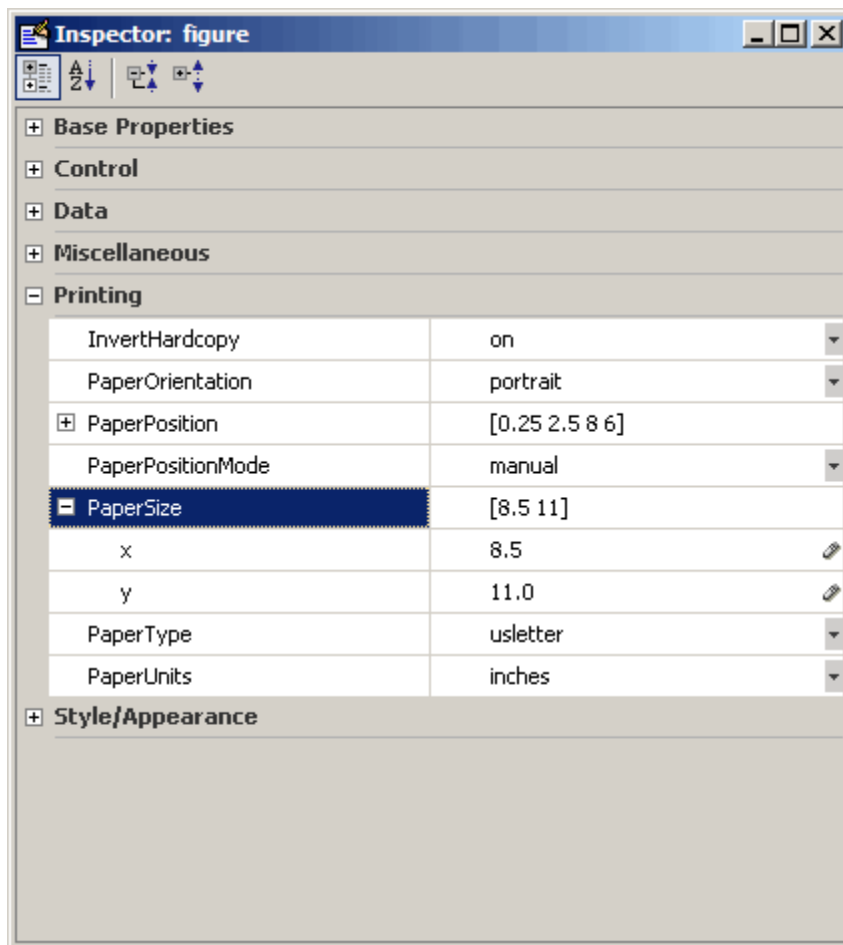 Inspector: figure
A
Z
Base Properties
Control
Data
Miscellaneous
Printing
InvertHardcopy on
PaperOrientation portrait
PaperPosition [0.25 2.5 8 6]
PaperPositionMode manual
PaperSize [8.5 11]
x 8.5
y 11.0
PaperType usletter
PaperUnits inches
Style/Appearance